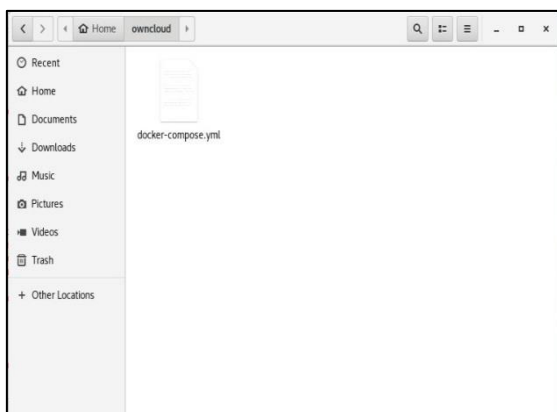 Home owncloud
Recent
Home
Documents
docker-compose.yml
Downloads
Music
Pictures
Videos
Trash
+ Other Locations